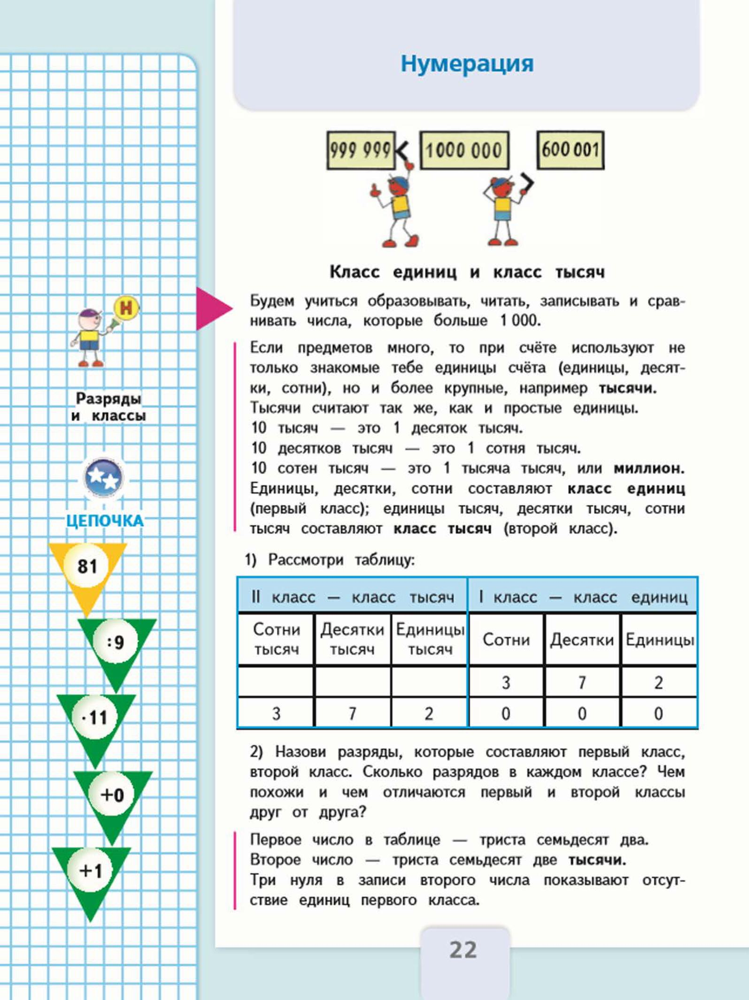 Нумерация
999 999 < 1000 000 > 600 001
Класс единиц и класс тысяч
Будем учиться образовывать, читать, записывать и срав-
нивать числа, которые больше 1 000.
Если предметов много, то при счёте используют не
только знакомые тебе единицы счёта (единицы, десят-
ки, сотни), но и более крупные, например тысячи.
Тысячи считают так же, как и простые единицы.
10 тысяч — это 1 десяток тысяч.
10 десятков тысяч — это 1 сотня тысяч.
10 сотен тысяч — это 1 тысяча тысяч, или миллион.
Единицы, десятки, сотни составляют класс единиц
(первый класс); единицы тысяч, десятки тысяч, сотни
тысяч составляют класс тысяч (второй класс).
1) Рассмотри таблицу:
II класс — класс тысяч I класс — класс единиц
Сотни тысяч Десятки тысяч Единицы тысяч Сотни Десятки Единицы
3 7 2
3 7 2 0 0 0
2) Назови разряды, которые составляют первый класс,
второй класс. Сколько разрядов в каждом классе? Чем
похожи и чем отличаются первый и второй классы
друг от друга?
Первое число в таблице — триста семьдесят два.
Второе число — триста семьдесят две тысячи.
Три нуля в записи второго числа показывают отсут-
ствие единиц первого класса.
22
Н
Разряды
и классы
ЦЕПОЧКА
81
:9
·11
+0
+1